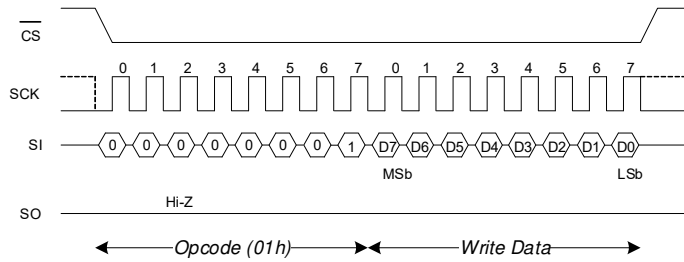 CS
0 1 2 3 4 5 6 7 0 1 2 3 4 5 6 7
SCK
SI 0 0 0 0 0 0 0 1 D7 D6 D5 D4 D3 D2 D1 D0
MSb LSb
Hi-Z
SO
Opcode (01h) Write Data